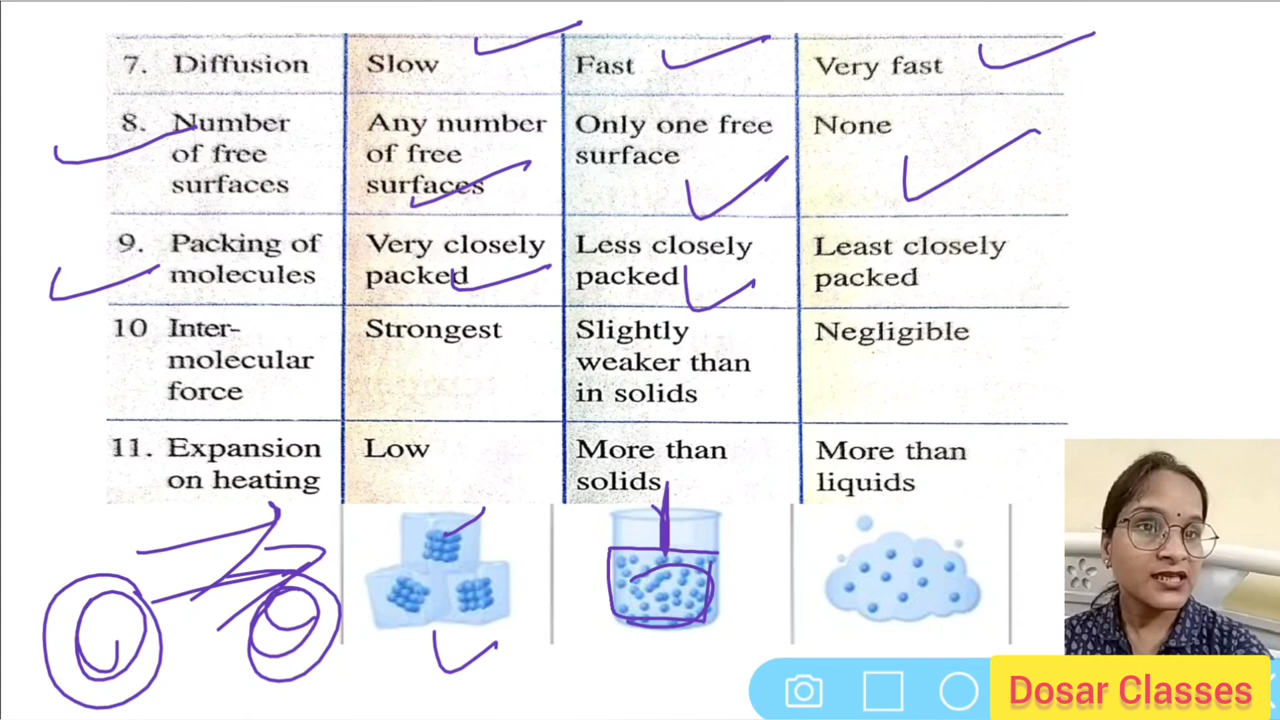 7. Diffusion Slow Fast Very fast
8. Number of free surfaces Any number of free surfaces Only one free surface None
9. Packing of molecules Very closely packed Less closely packed Least closely packed
10 Inter-molecular force Strongest Slightly weaker than in solids Negligible
11. Expansion on heating Low More than solids More than liquids
Dosar Classes